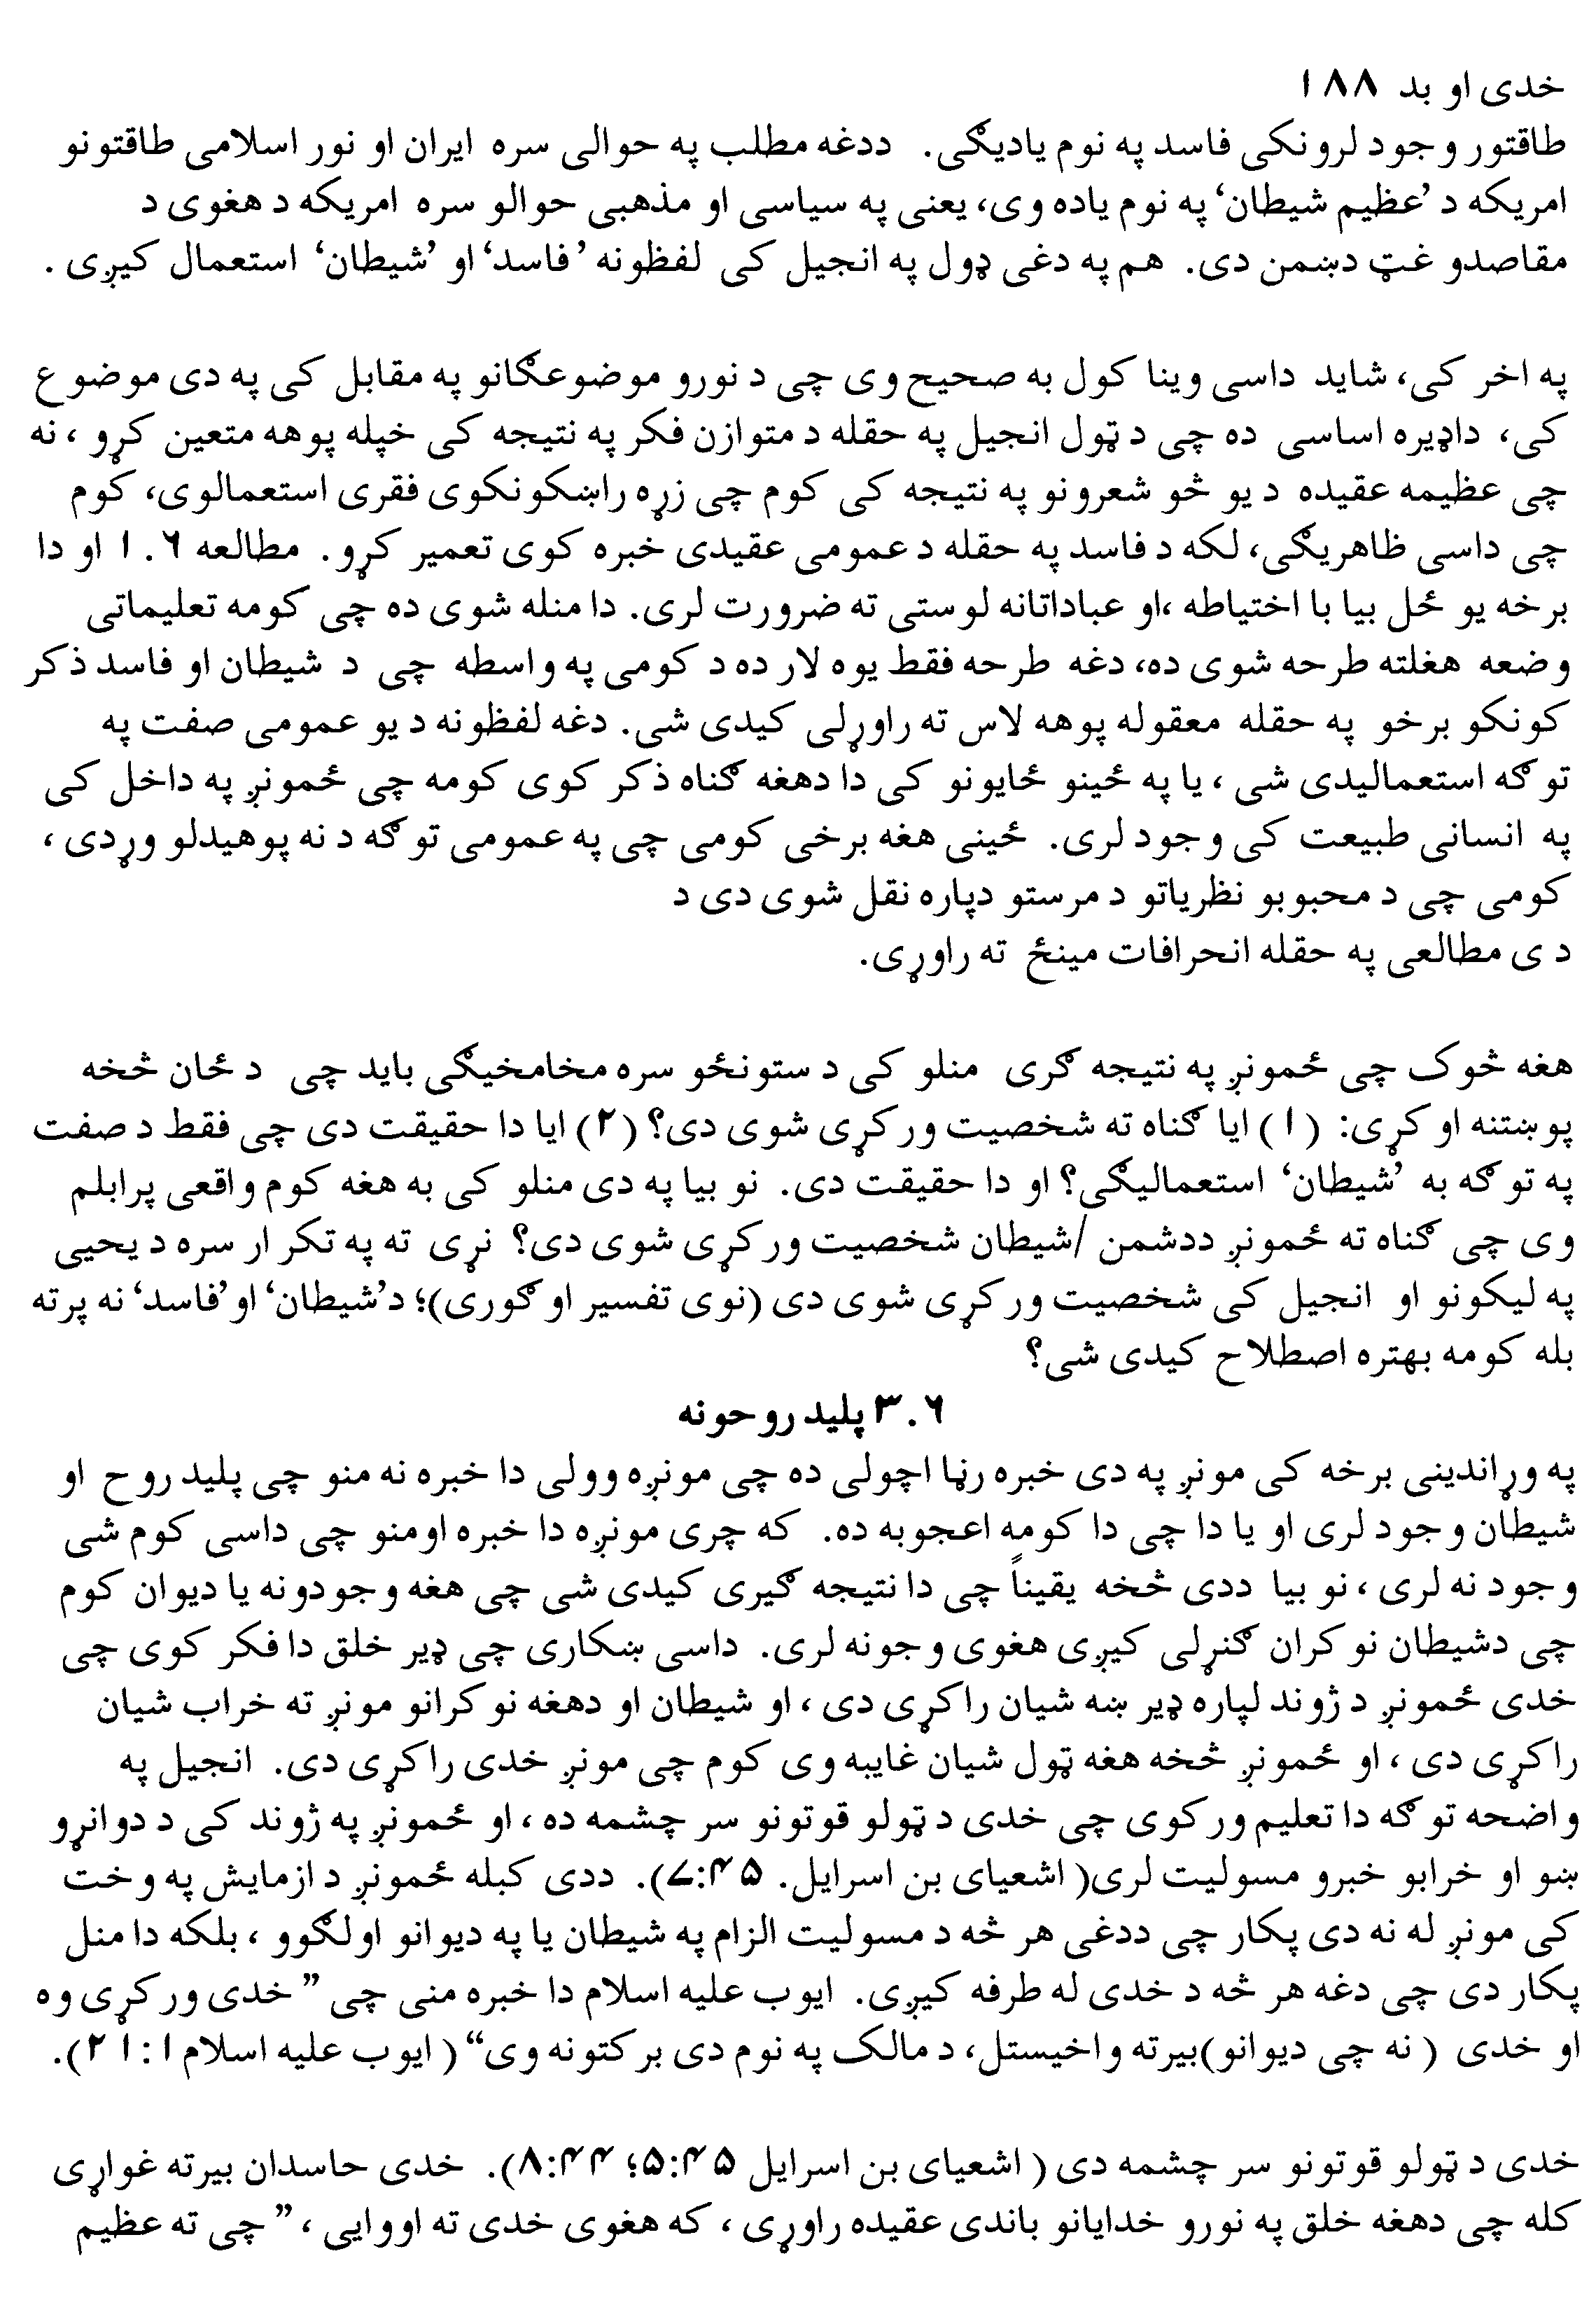 خدی او بد ۱۸۸
طاقتور وجود لرونکی فاسد په نوم یادیګی. ددغه مطلب په حوالی سره ایران او نور اسلامی طاقتونو
امریکه د ’عظیم شیطان‘ په نوم یاده وی، یعنی په سیاسی او مذهبی حوالو سره امریکه د هغوی د
مقاصدو غټ دښمن دی. هم په دغی ډول په انجیل کی لفظونه ’فاسد‘ او ’شیطان‘ استعمال کیږی.
په اخر کی، شاید داسی وینا کول به صحیح وی چی د نورو موضوعګانو په مقابل کی په دی موضوع
کی، داډیره اساسی ده چی د ټول انجیل په حقله د متوازن فکر په نتیجه کی خپله پوهه متعین کړو، نه
چی عظیمه عقیده د یو څو شعرونو په نتیجه کی کوم چی زړه راښکونکوی فقری استعمالوی، کوم
چی داسی ظاهریګی، لکه د فاسد په حقله د عمومی عقیدی خبره کوی تعمیر کړو. مطالعه ۶.۱ او دا
برخه یو ځل بیا با اختیاطه ،او عباداتانه لوستی ته ضرورت لری. دا منله شوی ده چی کومه تعلیماتی
وضعه هغلته طرحه شوی ده، دغه طرحه فقط یوه لار ده د کومی په واسطه چی د شیطان او فاسد ذکر
کونکو برخو په حقله معقوله پوهه لاس ته راوړلی کیدی شی. دغه لفظونه د یو عمومی صفت په
توګه استعمالیدی شی، یا په ځینو ځایونو کی دا دهغه ګناه ذکر کوی کومه چی ځمونږ په داخل کی
په انسانی طبیعت کی وجود لری. ځینی هغه برخی کومی چی په عمومی توګه د نه پوهیدلو وړدی،
کومی چی د محبوبو نظریاتو د مرستو دپاره نقل شوی دی د
دی مطالعی په حقله انحرافات مینځ ته راوړی.
هغه څوک چی ځمونږ په نتیجه ګری منلو کی د ستونځو سره مخامخیګی باید چی د ځان څخه
پوښتنه او کړی: (۱) ایا ګناه ته شخصیت ورکړی شوی دی؟ (۲) ایا دا حقیقت دی چی فقط د صفت
په توګه به ’شیطان‘ استعمالیګی؟ او دا حقیقت دی. نو بیا په دی منلو کی به هغه کوم واقعی پرابلم
وی چی ګناه ته ځمونږ ددشمن /شیطان شخصیت ورکړی شوی دی؟ نړی ته په تکرار سره د یحیی
په لیکونو او انجیل کی شخصیت ورکړی شوی دی (نوی تفسیر او ګوری)؛ د’شیطان‘ او’فاسد‘ نه پرته
بله کومه بهتره اصطلاح کیدی شی؟
۳.۶ پلید روحونه
په وړاندینی برخه کی مونږ په دی خبره رڼا اچولی ده چی مونږه وولی دا خبره نه منو چی پلید روح او
شیطان وجود لری او یا دا چی دا کومه اعجوبه ده. که چری مونږه دا خبره اومنو چی داسی کوم شی
وجود نه لری، نو بیا ددی څخه یقیناً چی دا نتیجه ګیری کیدی شی چی هغه وجودونه یا دیوان کوم
چی دشیطان نوکران ګنړلی کیږی هغوی وجونه لری. داسی ښکاری چی ډیر خلق دا فکر کوی چی
خدی ځمونږ د ژوند لپاره ډیر ښه شیان راکړی دی، او شیطان او دهغه نوکرانو مونږ ته خراب شیان
راکړی دی، او ځمونږ څخه هغه ټول شیان غایبه وی کوم چی مونږ خدی راکړی دی. انجیل په
واضحه توګه دا تعلیم ورکوی چی خدی د ټولو قوتونو سر چشمه ده، او ځمونږ په ژوند کی د دوانړو
ښو او خرابو خبرو مسولیت لری( اشعیای بن اسرایل. ۴۵:۷). ددی کبله ځمونږ د ازمایش په وخت
کی مونږ له نه دی پکار چی ددغی هر څه د مسولیت الزام په شیطان یا په دیوانو اولګوو، بلکه دا منل
پکار دی چی دغه هر څه د خدی له طرفه کیږی. ایوب علیه اسلام دا خبره منی چی ” خدی ورکړی وه
او خدی ( نه چی دیوانو)بیرته واخیستل، د مالک په نوم دی برکتونه وی“ ( ایوب علیه اسلام ۱:۲۱).
خدی د ټولو قوتونو سر چشمه دی ( اشعیای بن اسرایل ۴۵:۵؛ ۴۴:۸). خدی حاسدان بیرته غواړی
کله چی دهغه خلق په نورو خدایانو باندی عقیده راوړی، که هغوی خدی ته اووایی، ” چی ته عظیم